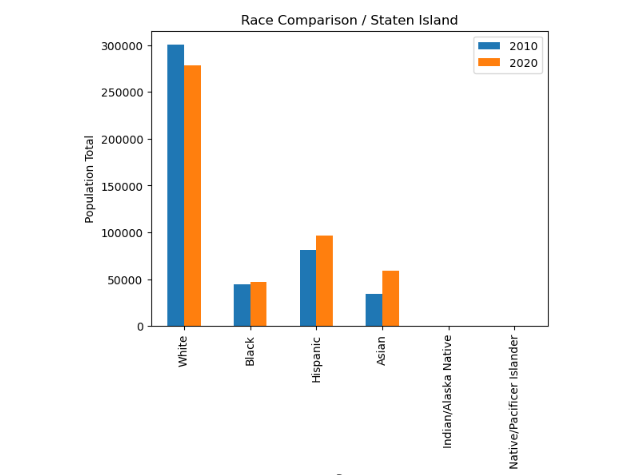 Race Comparison / Staten Island
2010
2020
Population Total
300000
250000
200000
150000
100000
50000
0
White
Black
Hispanic
Asian
Indian/Alaska Native
Native/Pacificer Islander